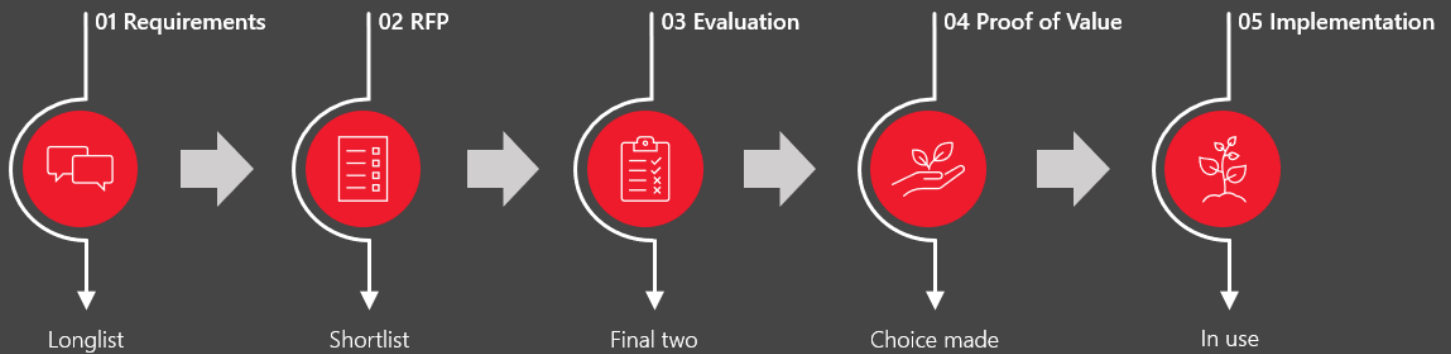 01 Requirements
02 RFP
03 Evaluation
04 Proof of Value
05 Implementation
Longlist
Shortlist
Final two
Choice made
In use